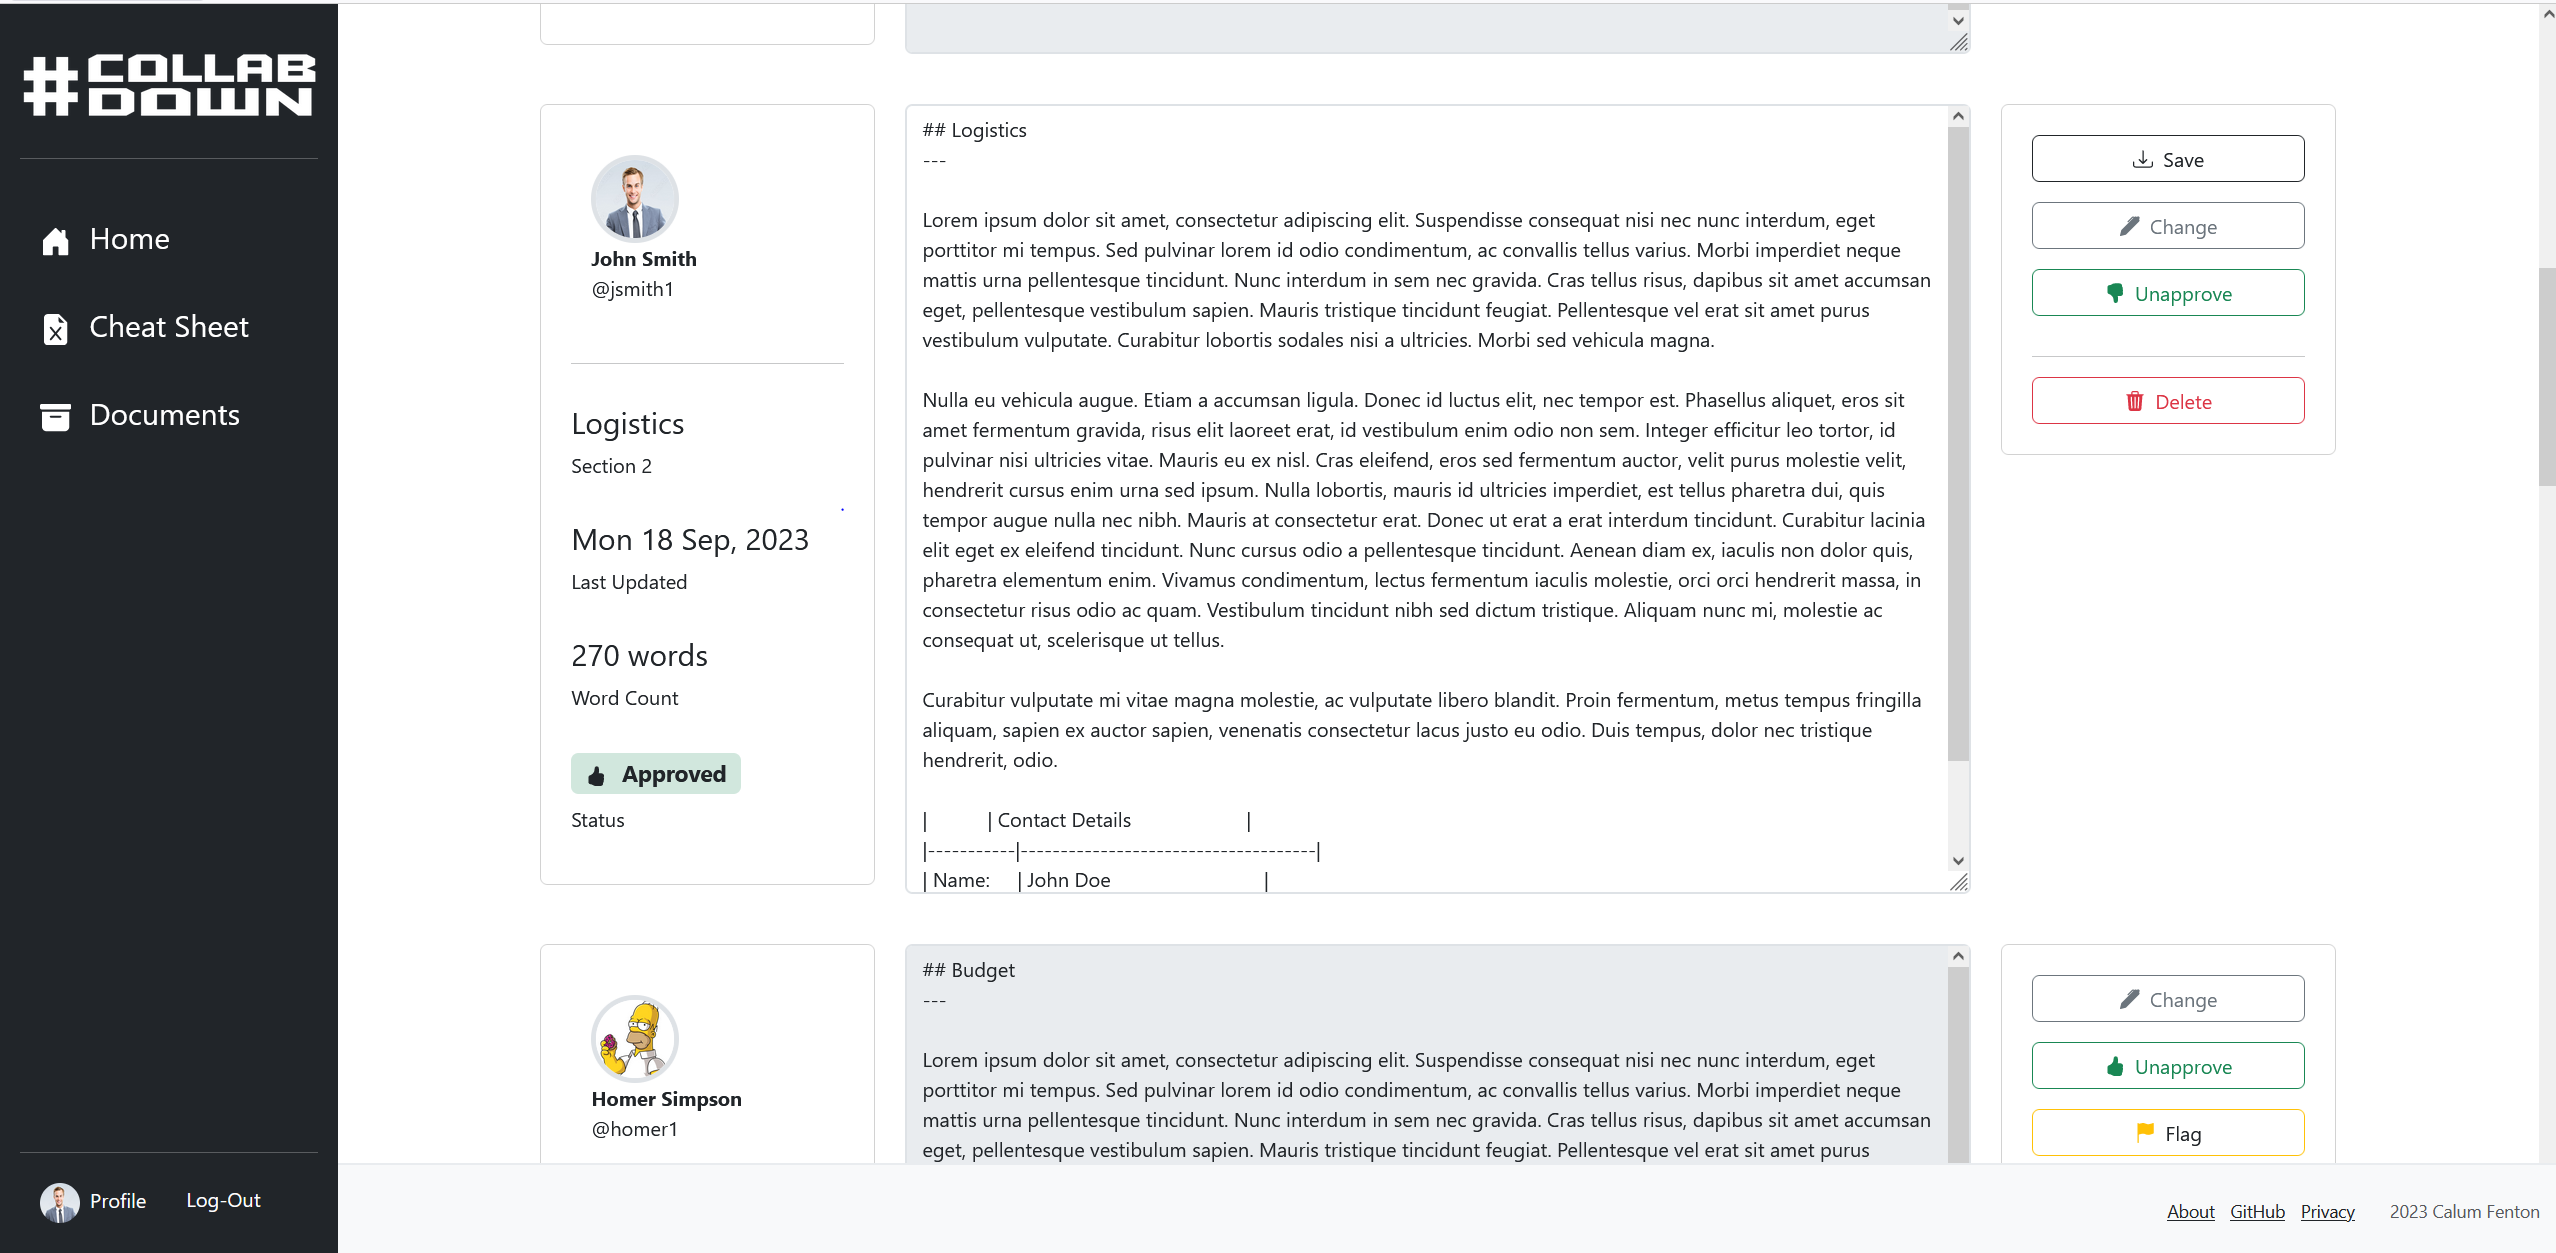 #COLLAB
DOWN
Home
Cheat Sheet
Documents
Profile
Log-Out
John Smith
@jsmith1
Logistics
Section 2
Mon 18 Sep, 2023
Last Updated
270 words
Word Count
Approved
Status
## Logistics
---
Lorem ipsum dolor sit amet, consectetur adipiscing elit. Suspendisse consequat nisi nec nunc interdum, eget
porttitor mi tempus. Sed pulvinar lorem id odio condimentum, ac convallis tellus varius. Morbi imperdiet neque
mattis urna pellentesque tincidunt. Nunc interdum in sem nec gravida. Cras tellus risus, dapibus sit amet accumsan
eget, pellentesque vestibulum sapien. Mauris tristique tincidunt feugiat. Pellentesque vel erat sit amet purus
vestibulum vulputate. Curabitur lobortis sodales nisi a ultricies. Morbi sed vehicula magna.
Nulla eu vehicula augue. Etiam a accumsan ligula. Donec id luctus elit, nec tempor est. Phasellus aliquet, eros sit
amet fermentum gravida, risus elit laoreet erat, id vestibulum enim odio non sem. Integer efficitur leo tortor, id
pulvinar nisi ultricies vitae. Mauris eu ex nisl. Cras eleifend, eros sed fermentum auctor, velit purus molestie velit,
hendrerit cursus enim urna sed ipsum. Nulla lobortis, mauris id ultricies imperdiet, est tellus pharetra dui, quis
tempor augue nulla nec nibh. Mauris at consectetur erat. Donec ut erat a erat interdum tincidunt. Curabitur lacinia
elit eget ex eleifend tincidunt. Nunc cursus odio a pellentesque tincidunt. Aenean diam ex, iaculis non dolor quis,
pharetra elementum enim. Vivamus condimentum, lectus fermentum iaculis molestie, orci orci hendrerit massa, in
consectetur risus odio ac quam. Vestibulum tincidunt nibh sed dictum tristique. Aliquam nunc mi, molestie ac
consequat ut, scelerisque ut tellus.
Curabitur vulputate mi vitae magna molestie, ac vulputate libero blandit. Proin fermentum, metus tempus fringilla
aliquam, sapien ex auctor sapien, venenatis consectetur lacus justo eu odio. Duis tempus, dolor nec tristique
hendrerit, odio.
| | Contact Details |
|-----------|-------------------------------------|
| Name: | John Doe |
Save
Change
Unapprove
Delete
Homer Simpson
@homer1
## Budget
---
Lorem ipsum dolor sit amet, consectetur adipiscing elit. Suspendisse consequat nisi nec nunc interdum, eget
porttitor mi tempus. Sed pulvinar lorem id odio condimentum, ac convallis tellus varius. Morbi imperdiet neque
mattis urna pellentesque tincidunt. Nunc interdum in sem nec gravida. Cras tellus risus, dapibus sit amet accumsan
eget, pellentesque vestibulum sapien. Mauris tristique tincidunt feugiat. Pellentesque vel erat sit amet purus
Change
Unapprove
Flag
About GitHub Privacy 2023 Calum Fenton